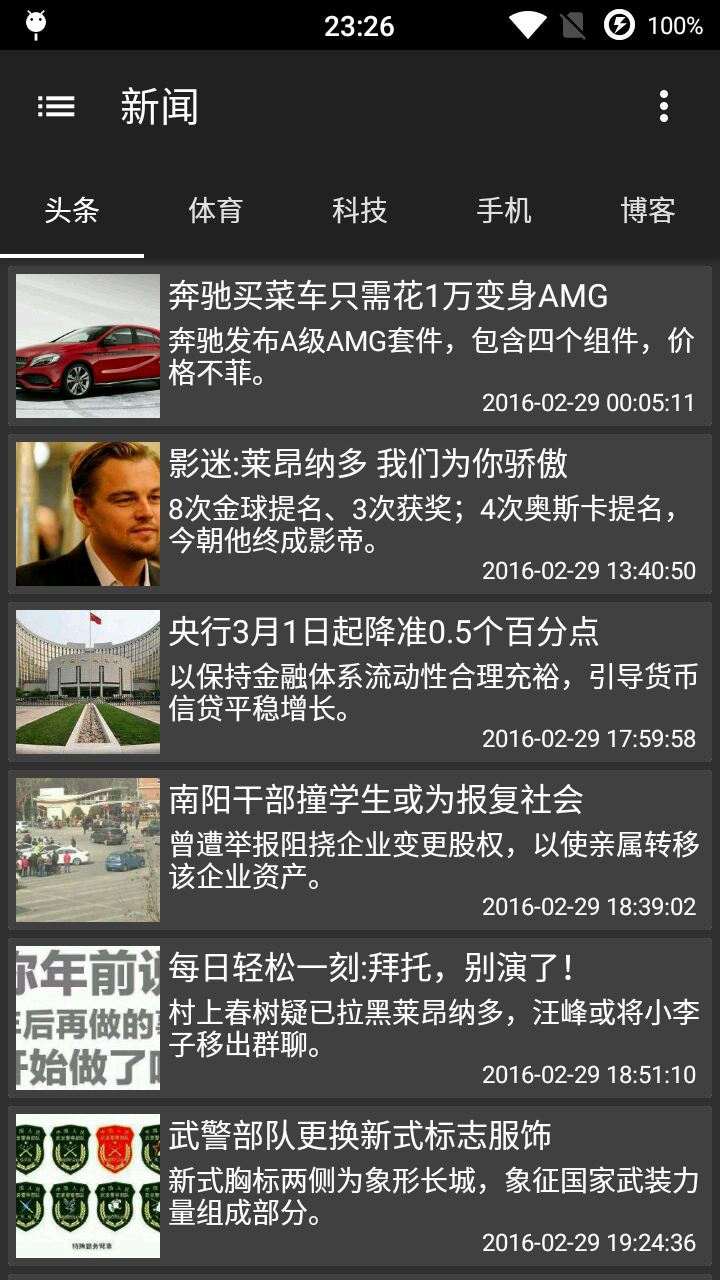 23:26
100%
新闻
头条
体育
科技
手机
博客
奔驰买菜车只需花1万变身AMG
奔驰发布A级AMG套件，包含四个组件，价
格不菲。
2016-02-29 00:05:11
影迷:莱昂纳多 我们为你骄傲
8次金球提名、3次获奖；4次奥斯卡提名，
今朝他终成影帝。
2016-02-29 13:40:50
央行3月1日起降准0.5个百分点
以保持金融体系流动性合理充裕，引导货币
信贷平稳增长。
2016-02-29 17:59:58
南阳干部撞学生或为报复社会
曾遭举报阻挠企业变更股权，以使亲属转移
该企业资产。
2016-02-29 18:39:02
你年前说
年后再做的事
开始做了吗
每日轻松一刻:拜托，别演了！
村上春树疑已拉黑莱昂纳多，汪峰或将小李
子移出群聊。
2016-02-29 18:51:10
武警部队更换新式标志服饰
新式胸标两侧为象形长城，象征国家武装力
量组成部分。
2016-02-29 19:24:36
特殊勤务臂章